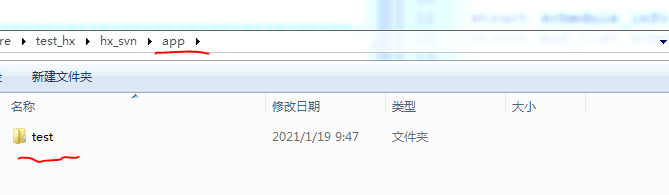 re ▸ test_hx ▸ hx_svn ▸ app ▸
新建文件夹
名称 修改日期 类型 大小
test 2021/1/19 9:47 文件夹